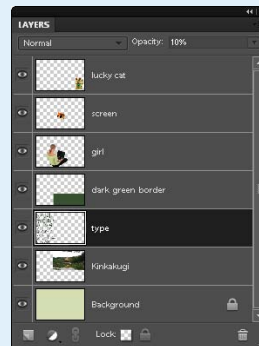 LAYERS
Normal Opacity: 10%
lucky cat
screen
girl
dark green border
type
Kinkakugi
Background
Lock: